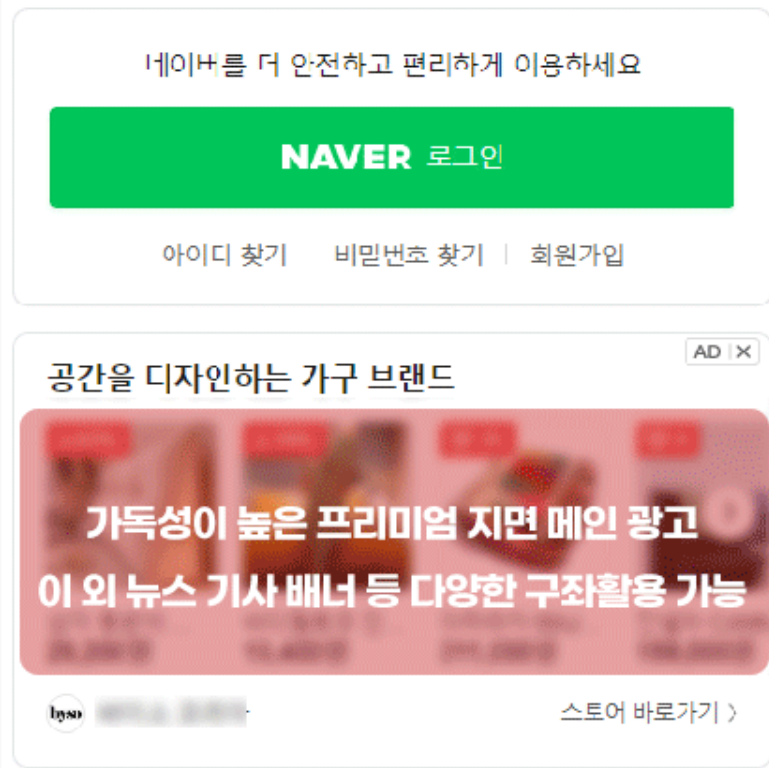 네이버를 더 안전하고 편리하게 이용하세요
NAVER 로그인
아이디 찾기 비밀번호 찾기 회원가입
AD X
공간을 디자인하는 가구 브랜드
가독성이 높은 프리미엄 지면 메인 광고
이 외 뉴스 기사 배너 등 다양한 구좌활용 가능
스토어 바로가기 〉